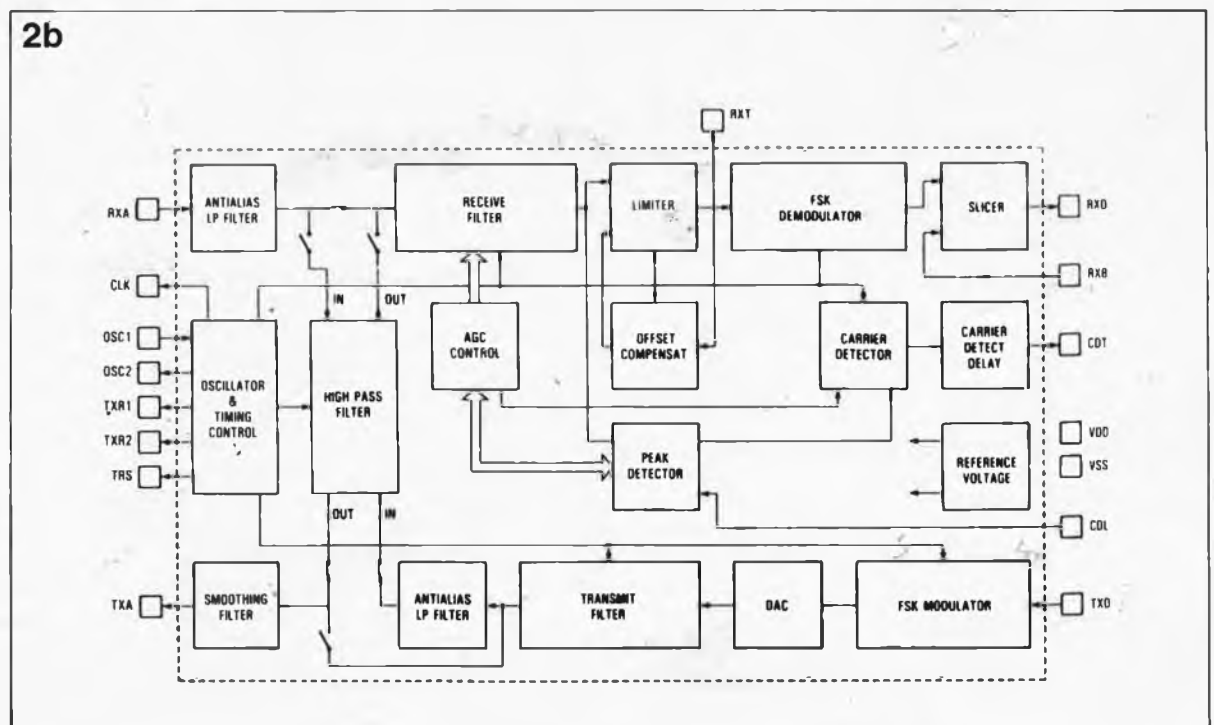 2b
RXT
RXA
ANTIALIAS
LP FILTER
RECEIVE
FILTER
LIMITER
FSK
DEMODULATOR
SLICER
RXD
RXB
CLK
IN
OUT
OSC1
OSC2
TXR1
TXR2
TRS
OSCILLATOR
&
TIMING
CONTROL
HIGH PASS
FILTER
AGC
CONTROL
OFFSET
COMPENSAT
CARRIER
DETECTOR
CARRIER
DETECT
DELAY
CDT
PEAK
DETECTOR
REFERENCE
VOLTAGE
VDD
VSS
OUT
IN
CDL
TXA
SMOOTHING
FILTER
ANTIALIAS
LP FILTER
TRANSMIT
FILTER
DAC
FSK MODULATOR
TXD